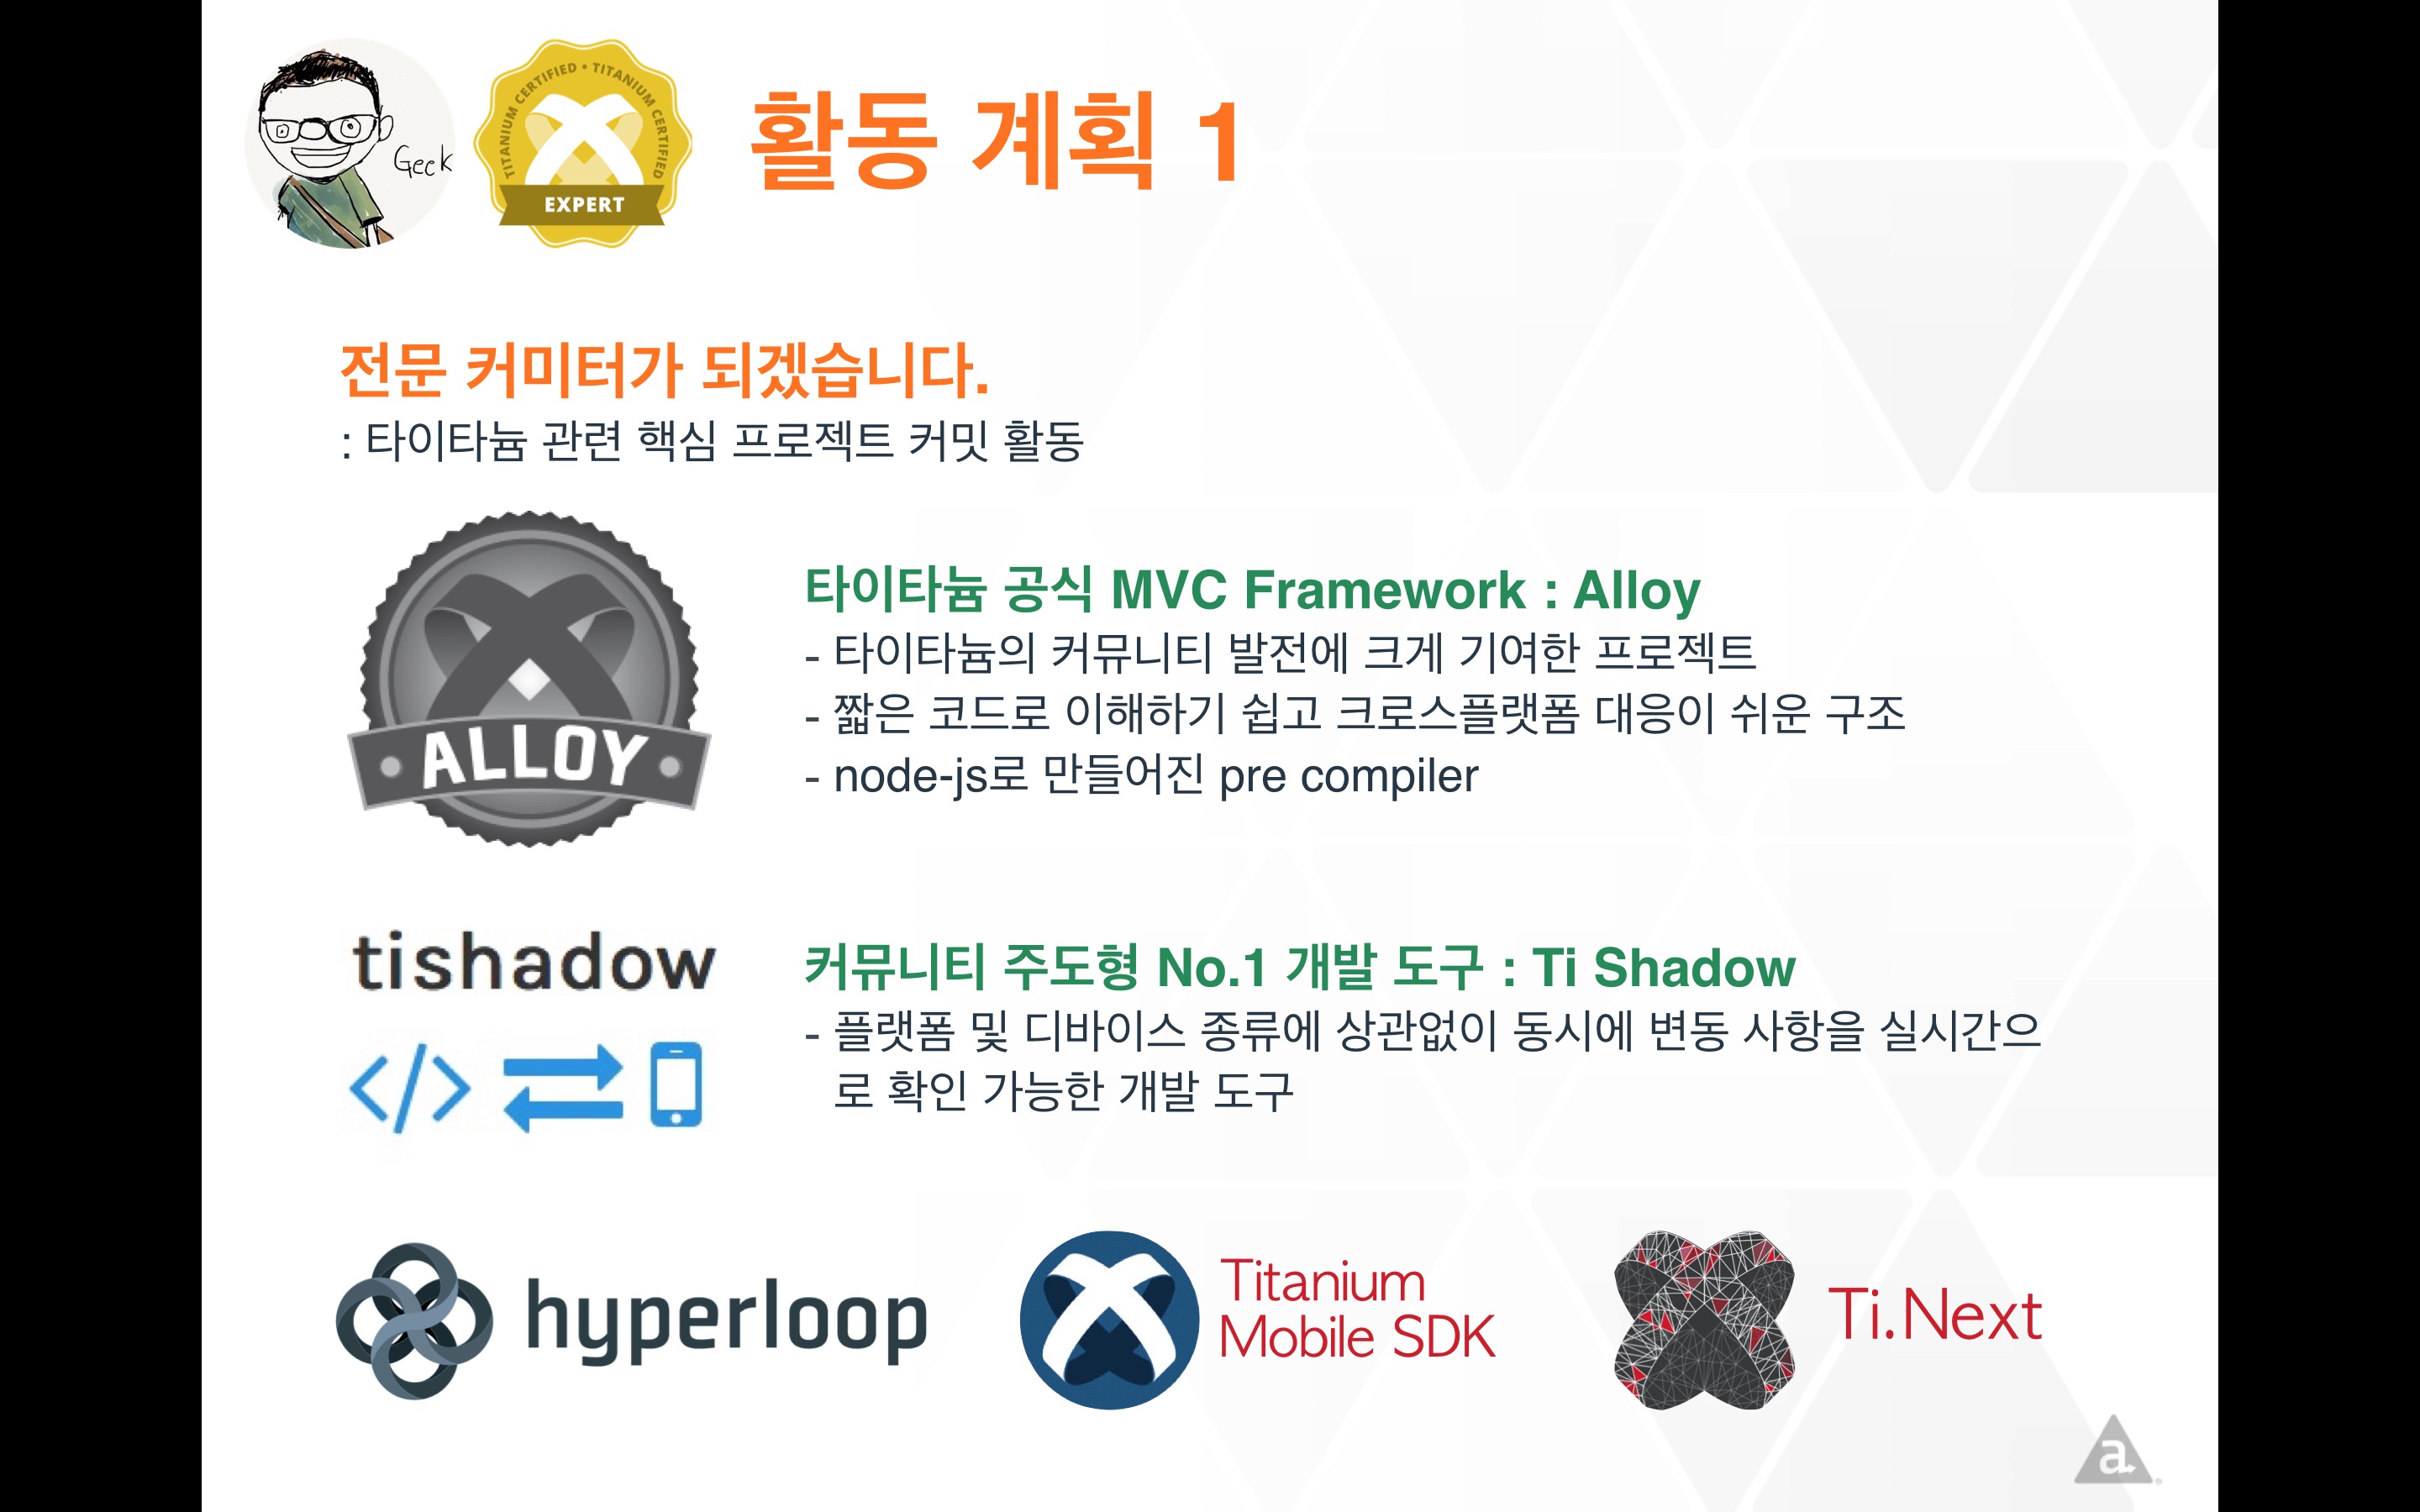 Geek
TITANIUM CERTIFIED • TITANIUM CERTIFIED
EXPERT
활동 계획 1
전문 커미터가 되겠습니다.
: 타이타늄 관련 핵심 프로젝트 커밋 활동
ALLOY
타이타늄 공식 MVC Framework : Alloy
- 타이타늄의 커뮤니티 발전에 크게 기여한 프로젝트
- 짧은 코드로 이해하기 쉽고 크로스플랫폼 대응이 쉬운 구조
- node-js로 만들어진 pre compiler
tishadow
커뮤니티 주도형 No.1 개발 도구 : Ti Shadow
- 플랫폼 및 디바이스 종류에 상관없이 동시에 변동 사항을 실시간으
로 확인 가능한 개발 도구
hyperloop
Titanium
Mobile SDK
Ti.Next
a